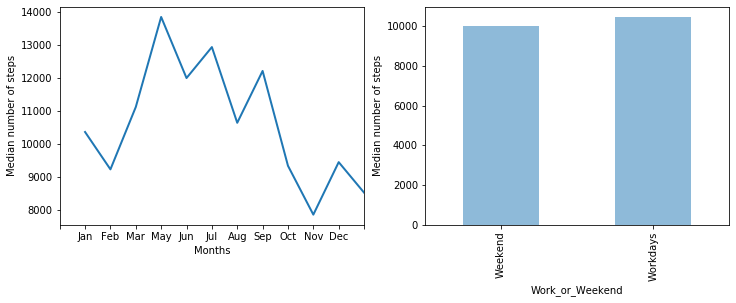 Median number of steps
14000
13000
12000
11000
10000
9000
8000
Jan Feb Mar May Jun Jul Aug Sep Oct Nov Dec
Months
Median number of steps
10000
8000
6000
4000
2000
0
Weekend
Workdays
Work_or_Weekend